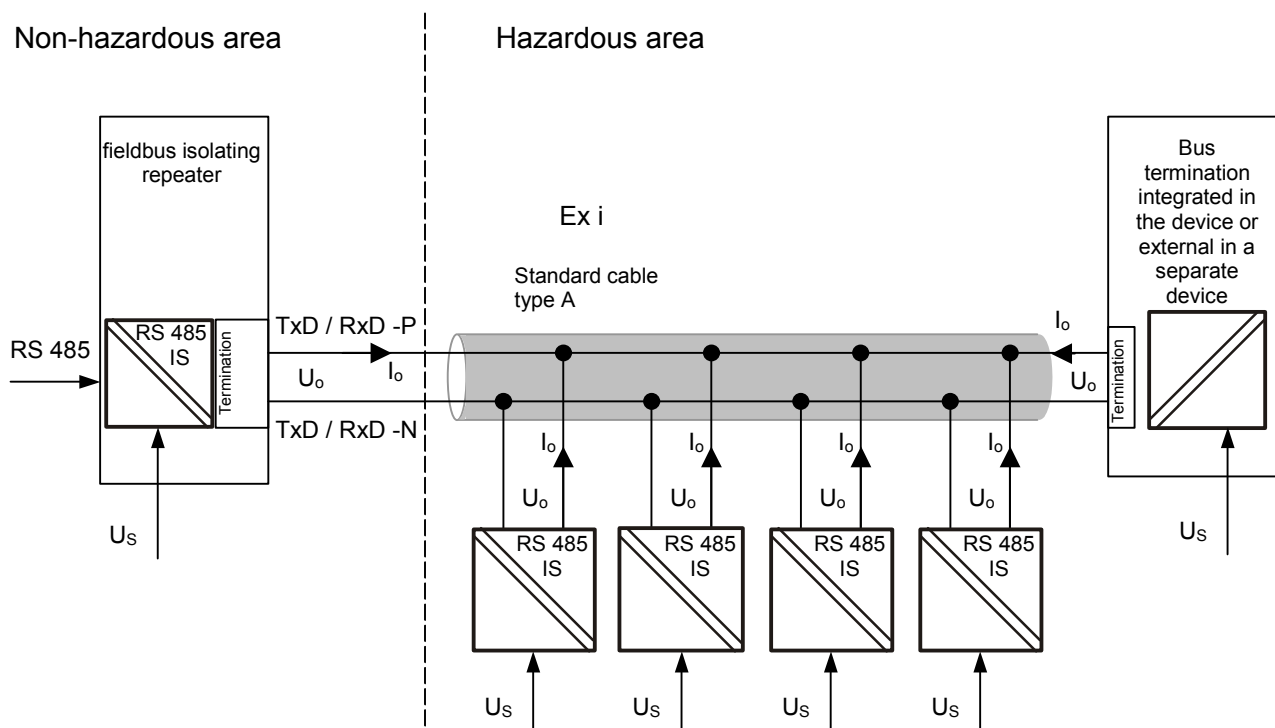 Non-hazardous area
Hazardous area
fieldbus isolating
repeater
Bus
termination
integrated in
the device or
external in a
separate
device
Ex i
Standard cable
type A
RS 485
RS 485
IS
Termination
TxD / RxD -P
Io
Uo
TxD / RxD -N
Us
Io
Uo
Termination
Us
Io
Uo
RS 485
IS
Us
Io
Uo
RS 485
IS
Us
Io
Uo
RS 485
IS
Us
Io
Uo
RS 485
IS
Us